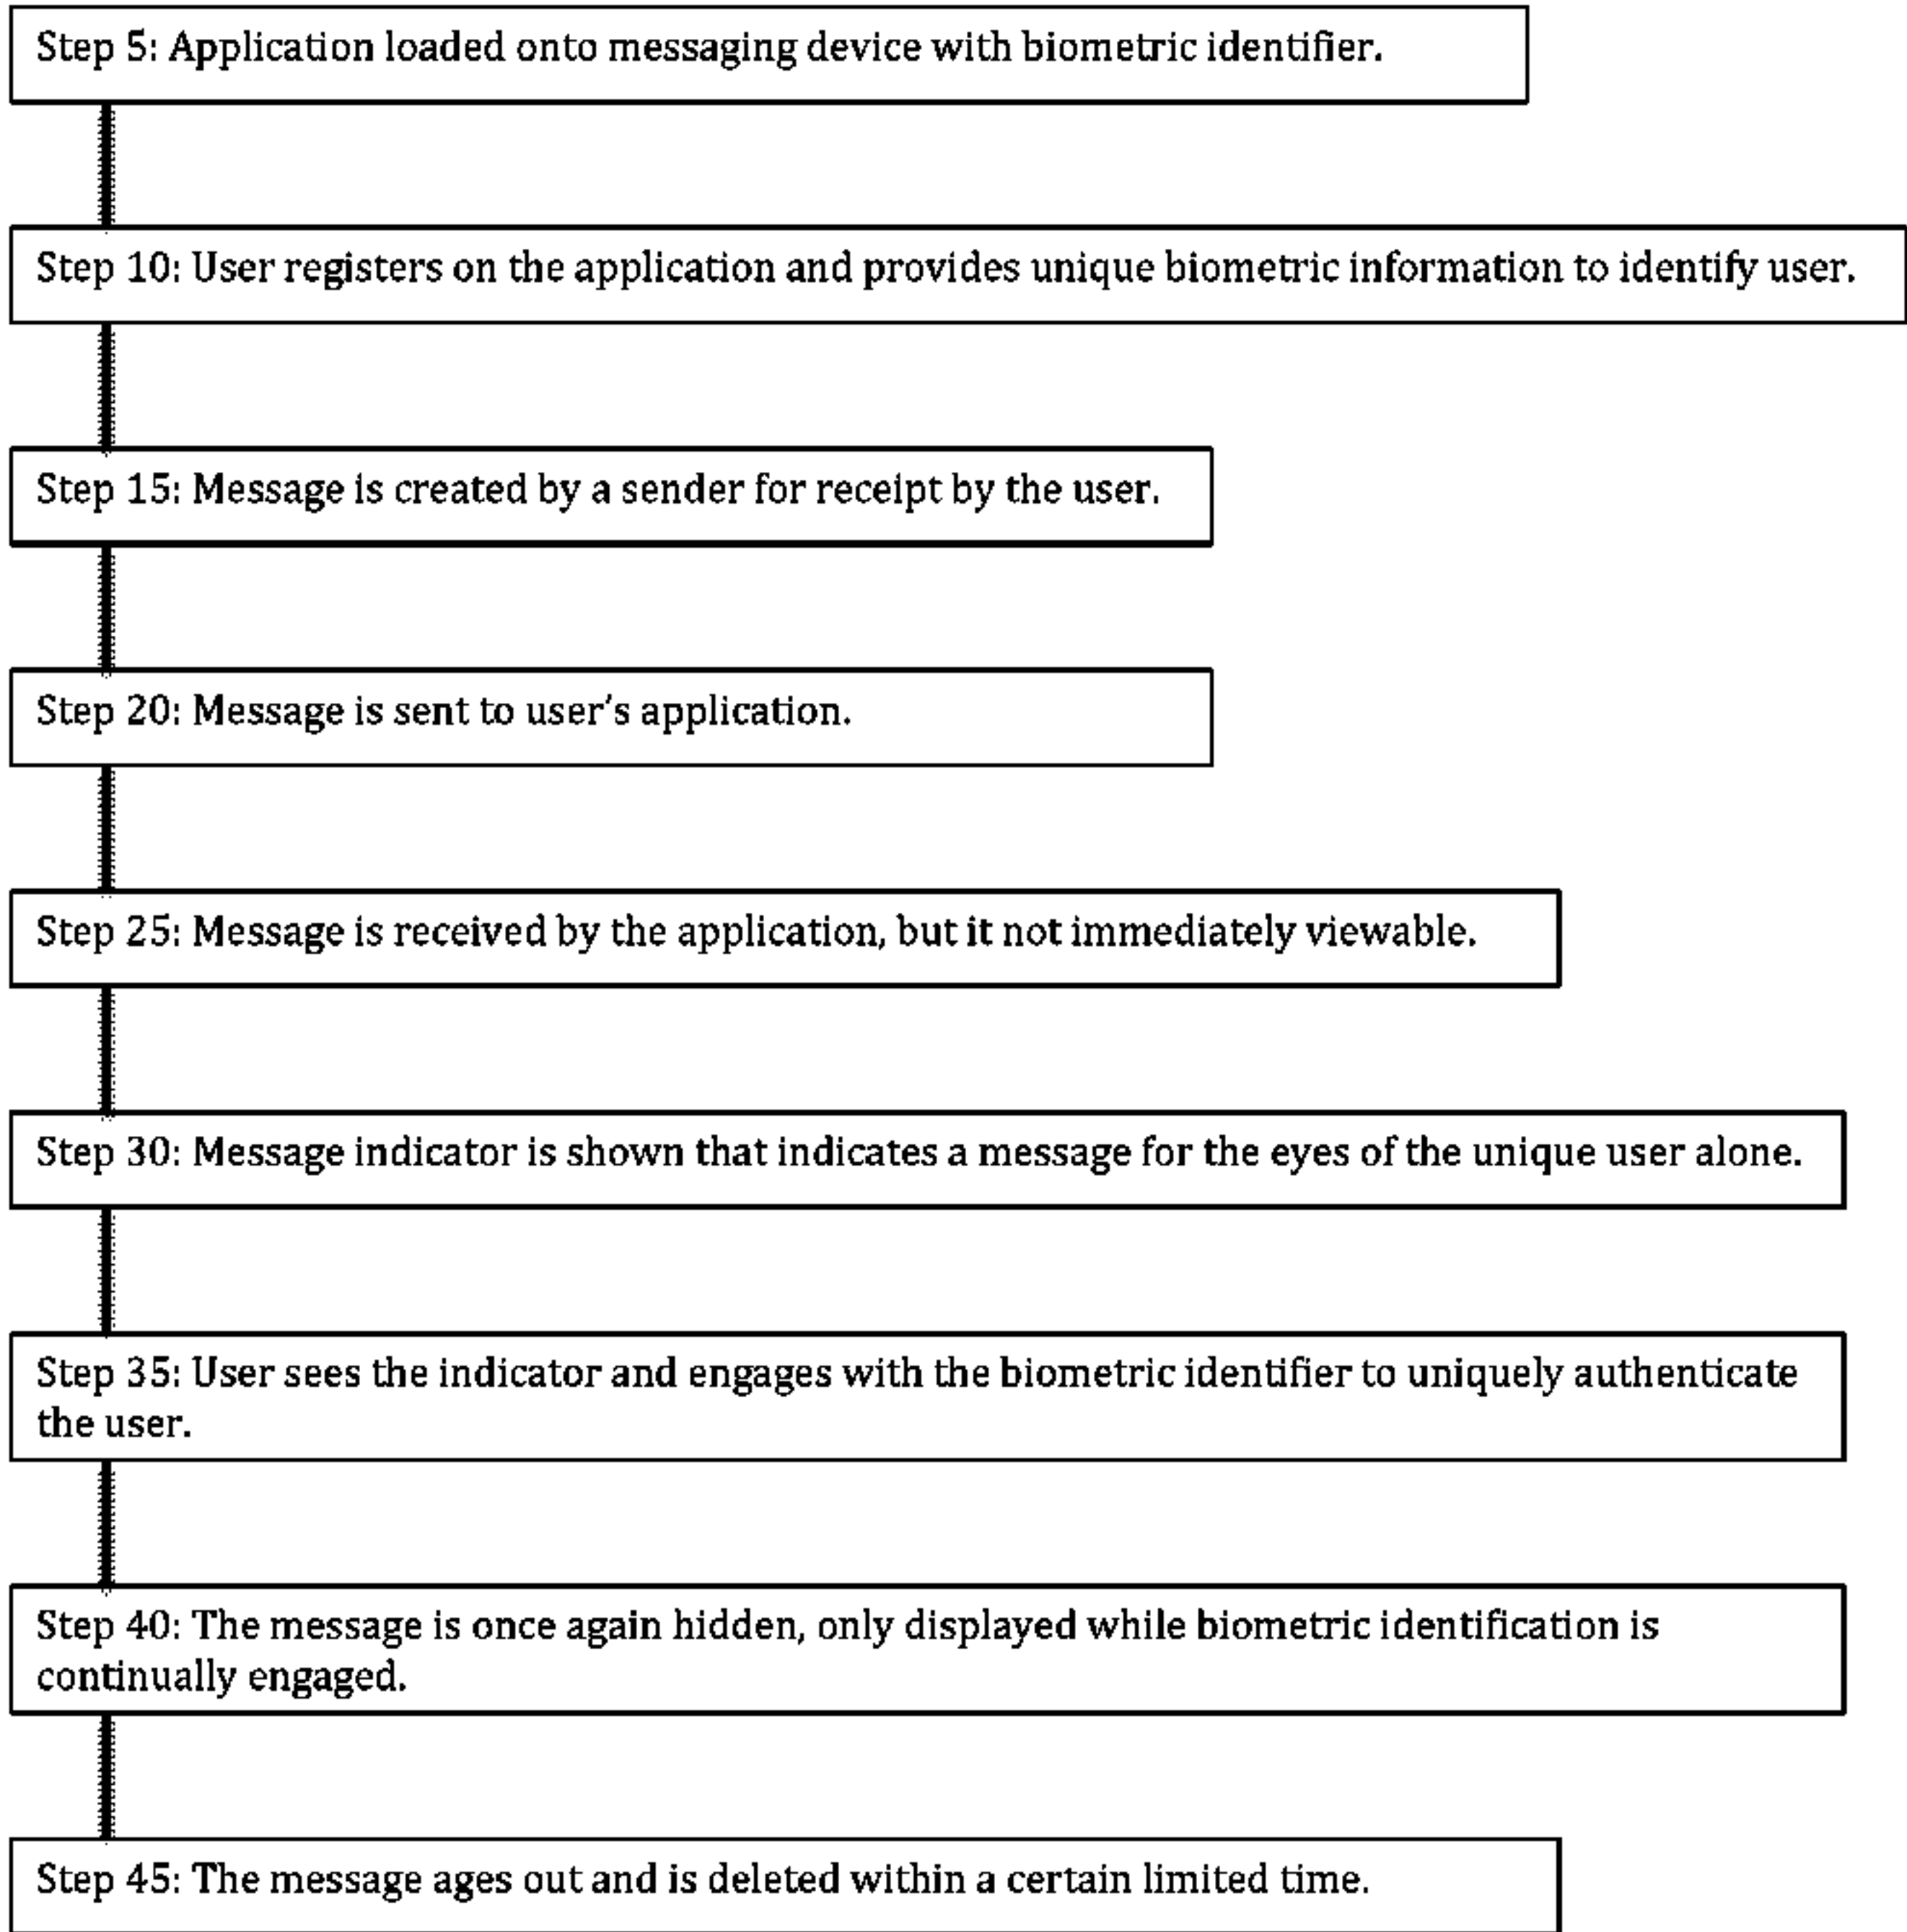 Step 5: Application loaded onto messaging device with biometric identifier.
Step 10: User registers on the application and provides unique biometric information to identify user.
Step 15: Message is created by a sender for receipt by the user.
Step 20: Message is sent to user’s application.
Step 25: Message is received by the application, but it not immediately viewable.
Step 30: Message indicator is shown that indicates a message for the eyes of the unique user alone.
Step 35: User sees the indicator and engages with the biometric identifier to uniquely authenticate
the user.
Step 40: The message is once again hidden, only displayed while biometric identification is
continually engaged.
Step 45: The message ages out and is deleted within a certain limited time.